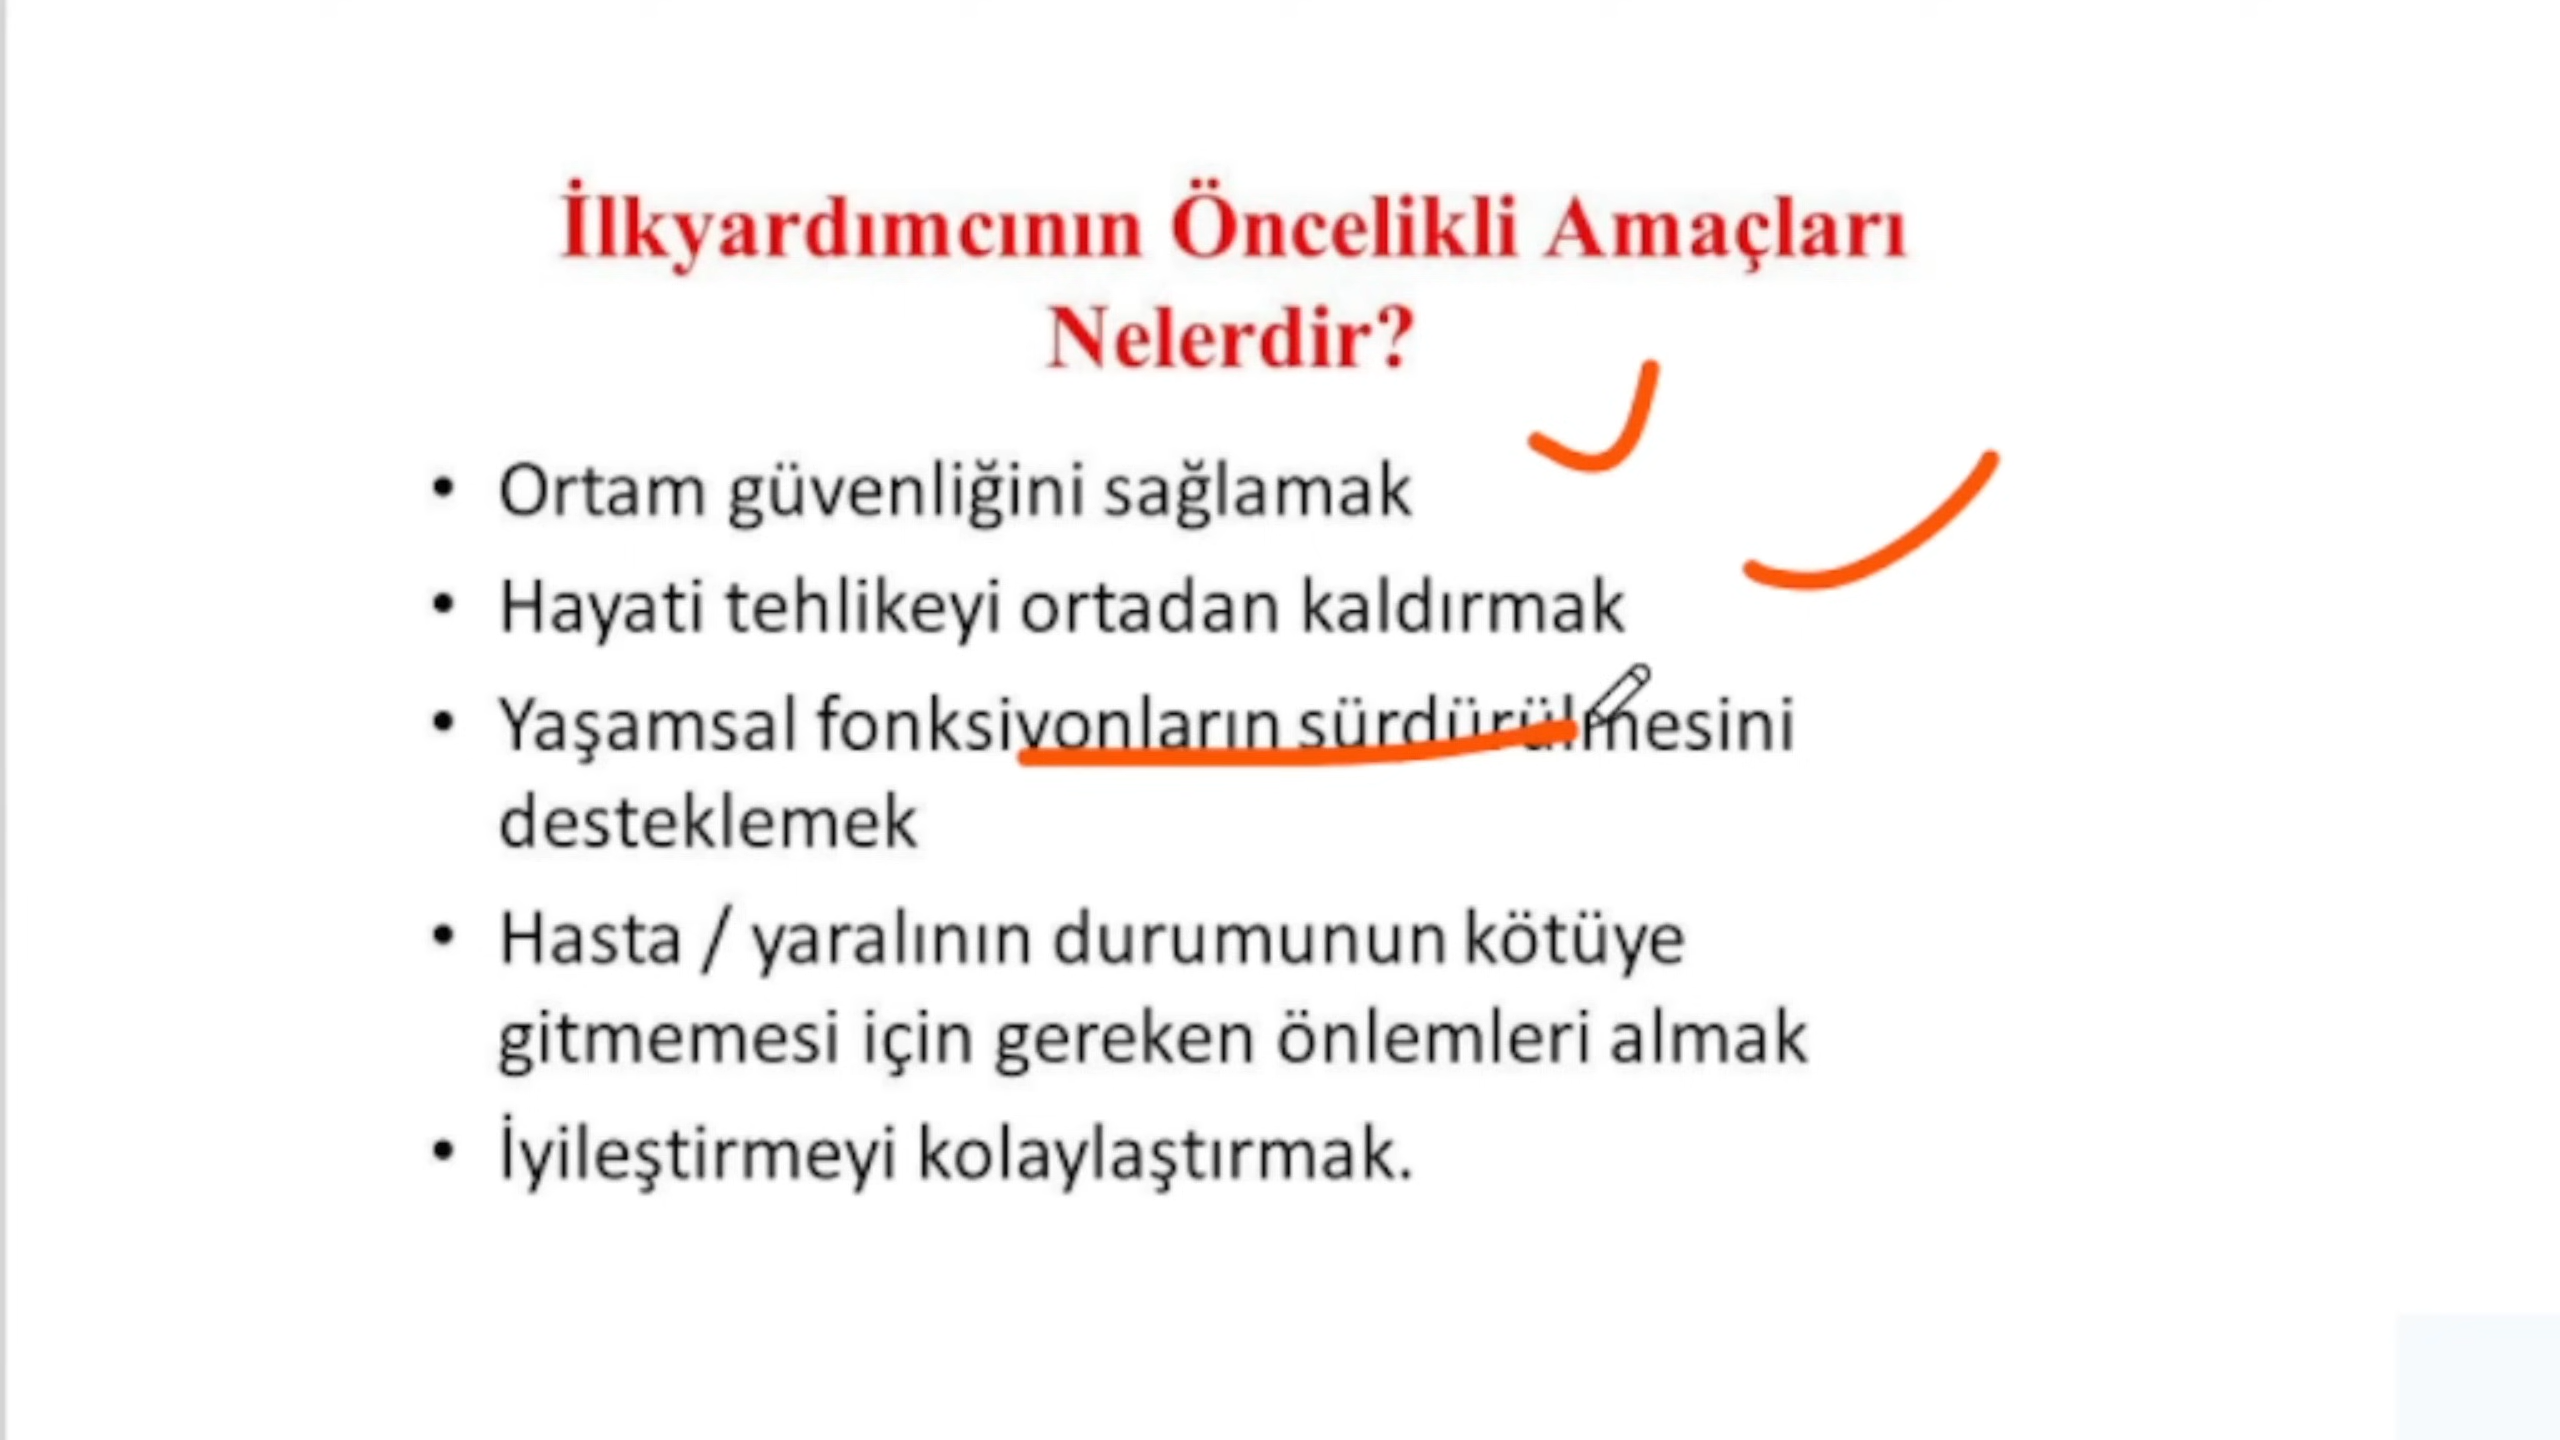 İlkyardımcının Öncelikli Amaçları
Nelerdir?
• Ortam güvenliğini sağlamak
• Hayati tehlikeyi ortadan kaldırmak
• Yaşamsal fonksiyonların sürdürülmesini
desteklemek
• Hasta / yaralının durumunun kötüye
gitmemesi için gereken önlemleri almak
• İyileştirmeyi kolaylaştırmak.